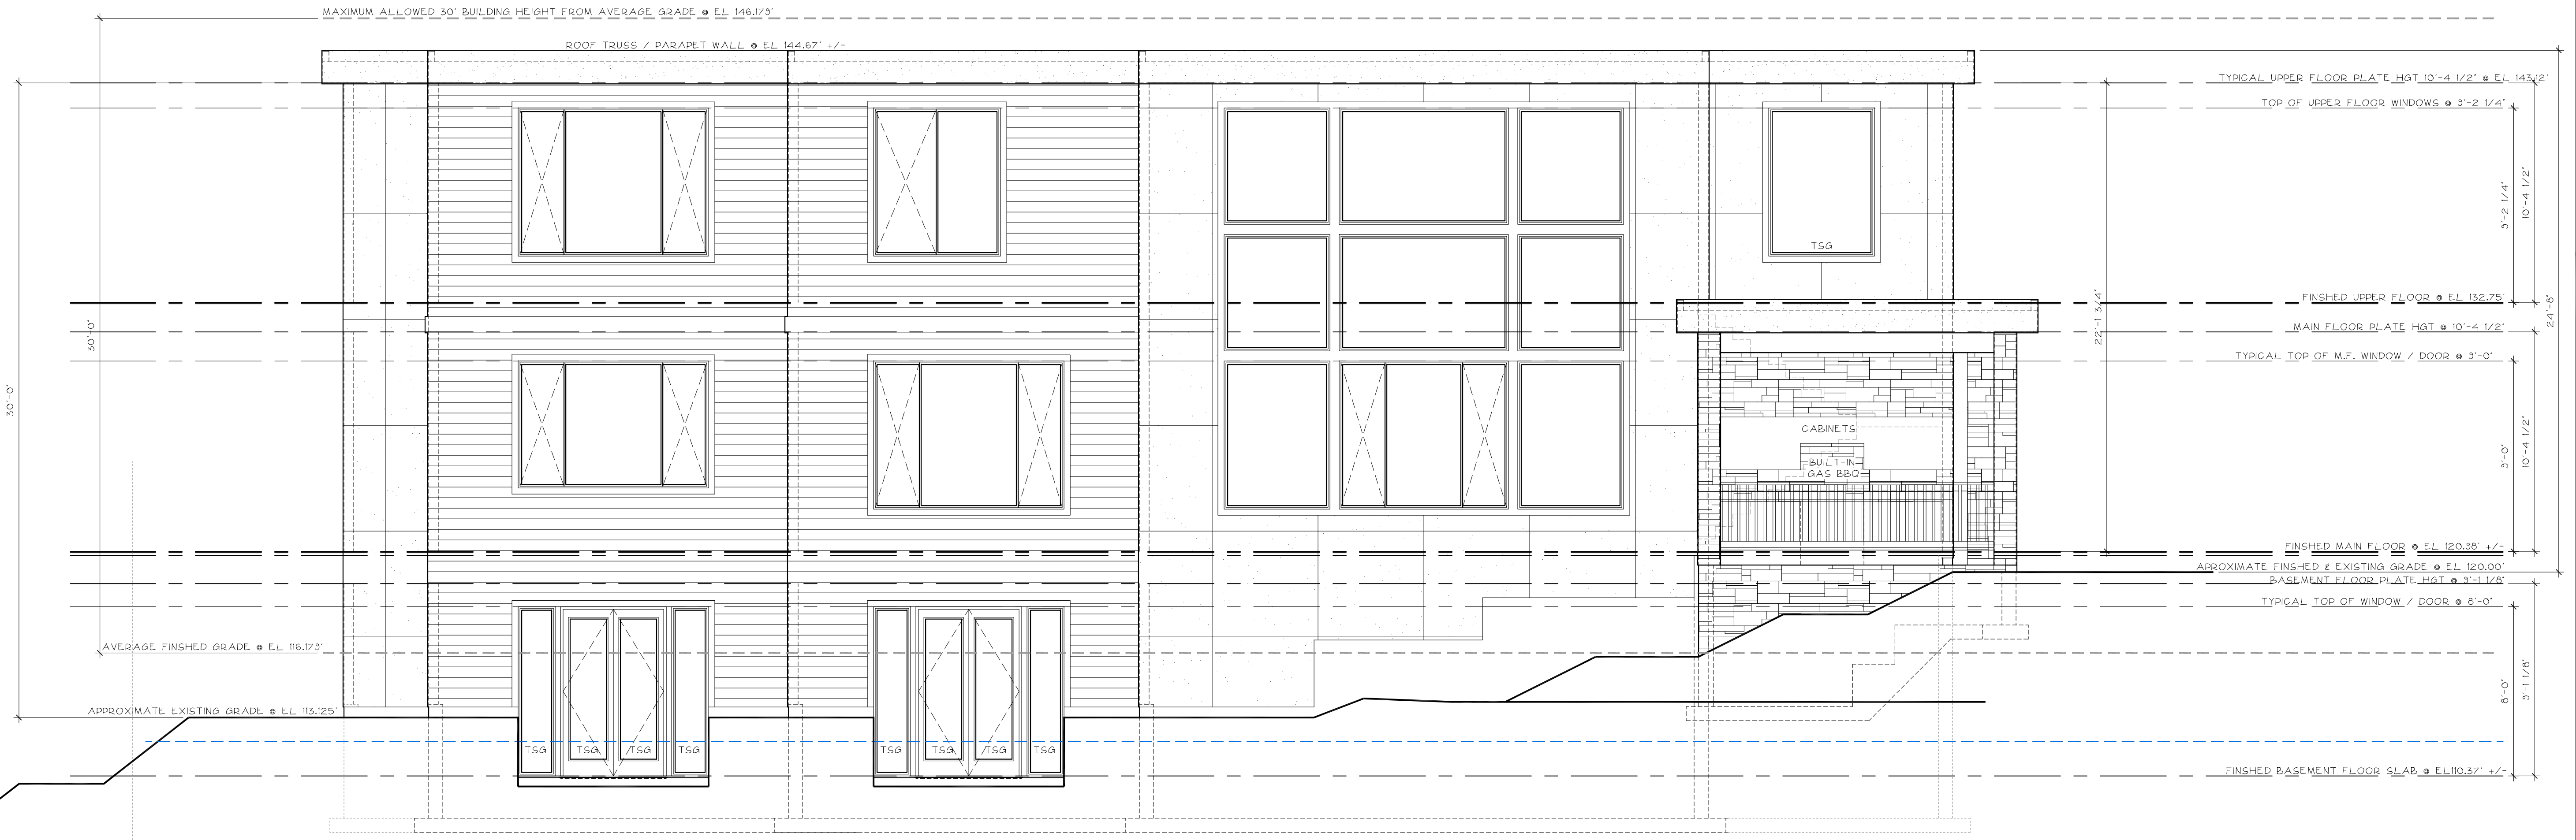 MAXIMUM ALLOWED 30' BUILDING HEIGHT FROM AVERAGE GRADE @ EL 146.179'
ROOF TRUSS / PARAPET WALL @ EL 144.67' +/-
TYPICAL UPPER FLOOR PLATE HGT 10'-4 1/2" @ EL 143.12'
TOP OF UPPER FLOOR WINDOWS @ 9'-2 1/4"
9'-2 1/4"
10'-4 1/2"
TSG
FINSHED UPPER FLOOR @ EL 132.75'
22'-1 3/4"
24'-8"
30'-0"
MAIN FLOOR PLATE HGT @ 10'-4 1/2"
TYPICAL TOP OF M.F. WINDOW / DOOR @ 9'-0"
30'-0"
CABINETS
BUILT-IN
GAS BBQ
9'-0"
10'-4 1/2"
FINSHED MAIN FLOOR @ EL 120.98' +/-
APROXIMATE FINSHED & EXISTING GRADE @ EL 120.00'
BASEMENT FLOOR PLATE HGT @ 9'-1 1/8"
TYPICAL TOP OF WINDOW / DOOR @ 8'-0"
AVERAGE FINSHED GRADE @ EL 116.179'
8'-0"
9'-1 1/8"
APPROXIMATE EXISTING GRADE @ EL 113.125'
TSG TSG TSG TSG TSG TSG TSG TSG
FINSHED BASEMENT FLOOR SLAB @ EL110.37' +/-